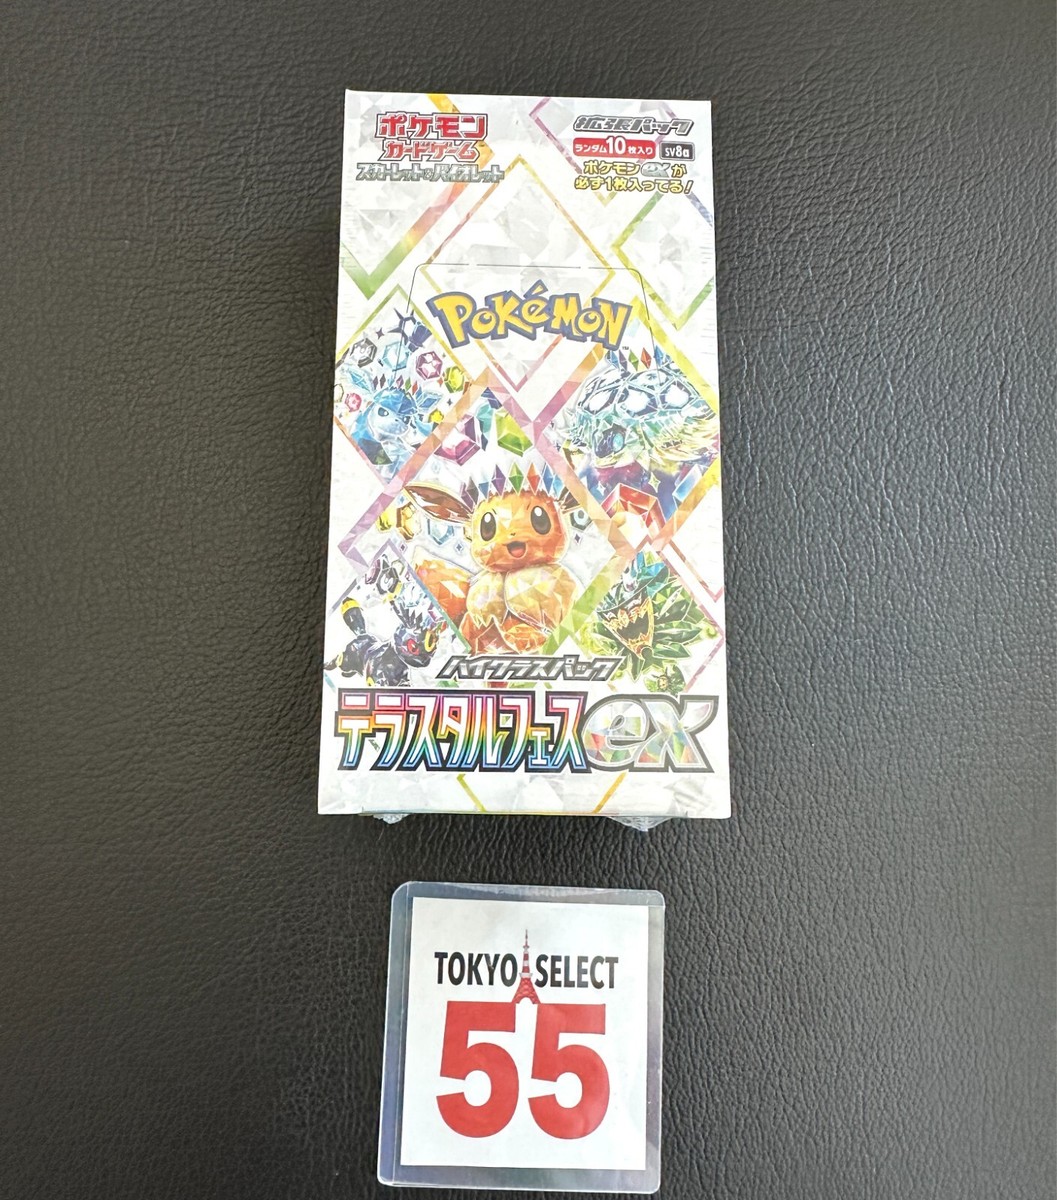 ポケモン
カードゲーム
スカーレット&バイオレット
拡張パック
ランダム10枚入り sv8a
ポケモンexが
必ず1枚入ってる!
POKéMON
ハイクラスパック
テラスタル・フェスex
TOKYO SELECT
55